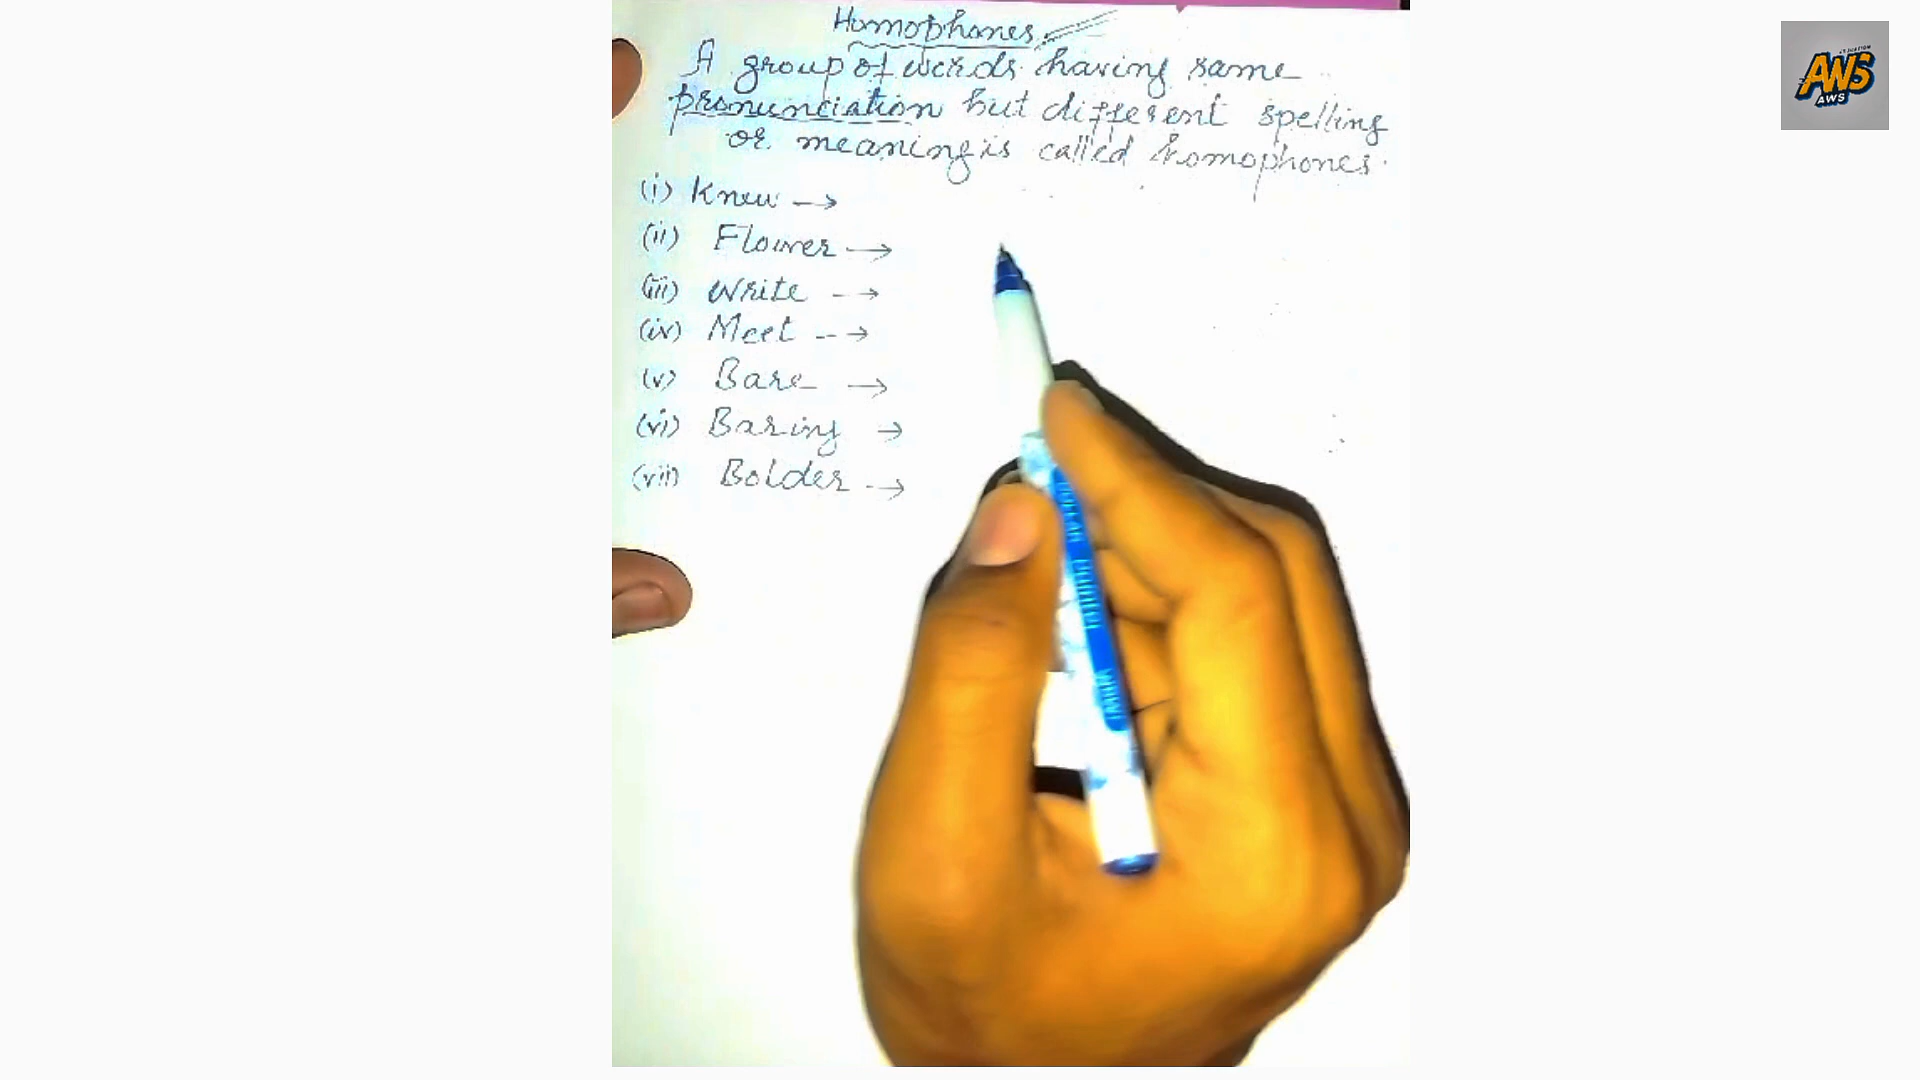 Homophones
A group of words having same
pronunciation but different spelling
or meaning is called homophones.
(i) Knew →
(ii) Flower →
(iii) Write →
(iv) Meet →
(v) Bare →
(vi) Baring →
(vii) Bolder →
AWS
AWS